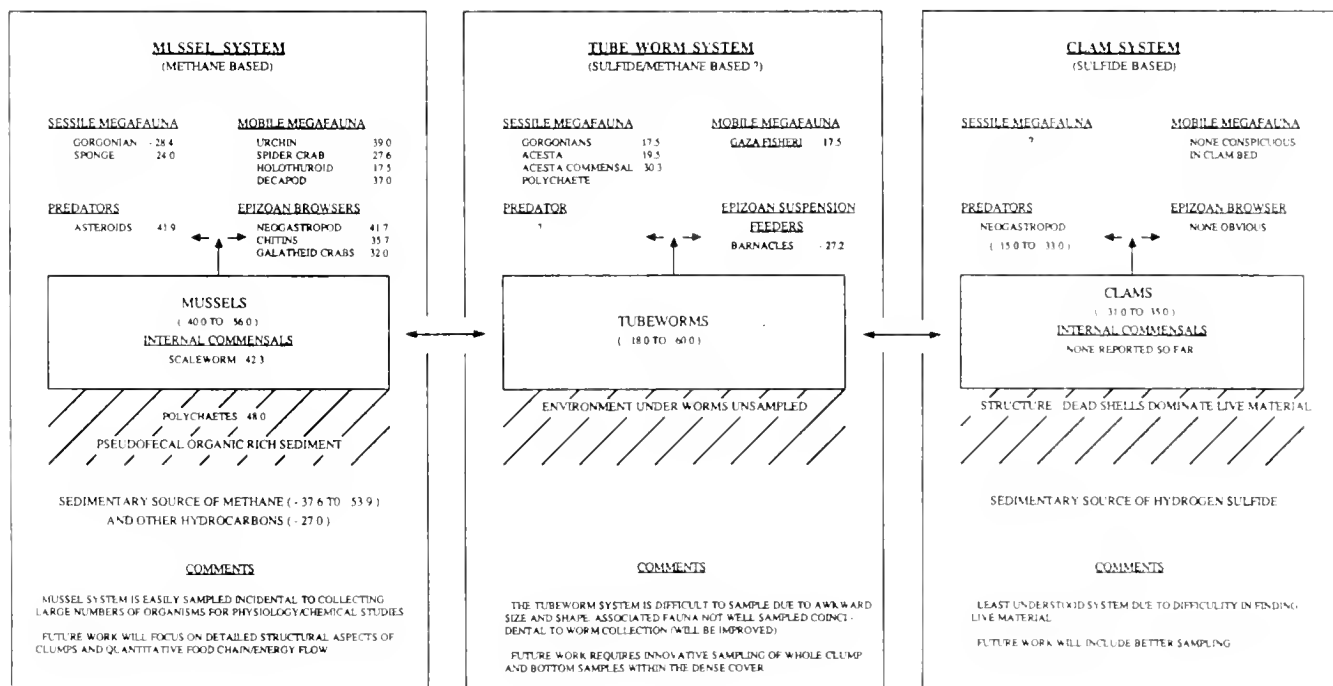 MUSSEL SYSTEM
(METHANE BASED)
SESSILE MEGAFAUNA
GORGONIAN - 28.4
SPONGE 24.0
MOBILE MEGAFAUNA
URCHIN 39.0
SPIDER CRAB 27.6
HOLOTHUROID 17.5
DECAPOD 37.0
PREDATORS
ASTEROIDS 41.9
EPIZOAN BROWSERS
NEOGASTROPOD 41.7
CHITINS 35.7
GALATHEID CRABS 32.0
MUSSELS
( 40.0 TO 56.0 )
INTERNAL COMMENSALS
SCALEWORM 42.3
POLYCHAETES 48.0
PSEUDOFECAL ORGANIC RICH SEDIMENT
SEDIMENTARY SOURCE OF METHANE ( - 37.6 TO 53.9 )
AND OTHER HYDROCARBONS ( - 27.0 )
COMMENTS
MUSSEL SYSTEM IS EASILY SAMPLED INCIDENTAL TO COLLECTING
LARGE NUMBERS OF ORGANISMS FOR PHYSIOLOGY/CHEMICAL STUDIES
FUTURE WORK WILL FOCUS ON DETAILED STRUCTURAL ASPECTS OF
CLUMPS AND QUANTITATIVE FOOD CHAIN/ENERGY FLOW
TUBE WORM SYSTEM
(SULFIDE/METHANE BASED ?)
SESSILE MEGAFAUNA
GORGONIANS 17.5
ACESTA 19.5
ACESTA COMMENSAL 30.3
POLYCHAETE
MOBILE MEGAFAUNA
GAZA FISHERI 17.5
PREDATOR
?
EPIZOAN SUSPENSION
FEEDERS
BARNACLES - 27.2
TUBEWORMS
( 18.0 TO 60.0 )
ENVIRONMENT UNDER WORMS UNSAMPLED
COMMENTS
THE TUBEWORM SYSTEM IS DIFFICULT TO SAMPLE DUE TO AWKWARD
SIZE AND SHAPE. ASSOCIATED FAUNA NOT WELL SAMPLED COINCI-
DENTAL TO WORM COLLECTION (WILL BE IMPROVED)
FUTURE WORK REQUIRES INNOVATIVE SAMPLING OF WHOLE CLUMP
AND BOTTOM SAMPLES WITHIN THE DENSE COVER
CLAM SYSTEM
(SULFIDE BASED)
SESSILE MEGAFAUNA
?
MOBILE MEGAFAUNA
NONE CONSPICUOUS
IN CLAM BED
PREDATORS
NEOGASTROPOD
( 15.0 TO 33.0 )
EPIZOAN BROWSER
NONE OBVIOUS
CLAMS
( 31.0 TO 35.0 )
INTERNAL COMMENSALS
NONE REPORTED SO FAR
STRUCTURE DEAD SHELLS DOMINATE LIVE MATERIAL
SEDIMENTARY SOURCE OF HYDROGEN SULFIDE
COMMENTS
LEAST UNDERSTOOD SYSTEM DUE TO DIFFICULITY IN FINDING
LIVE MATERIAL
FUTURE WORK WILL INCLUDE BETTER SAMPLING